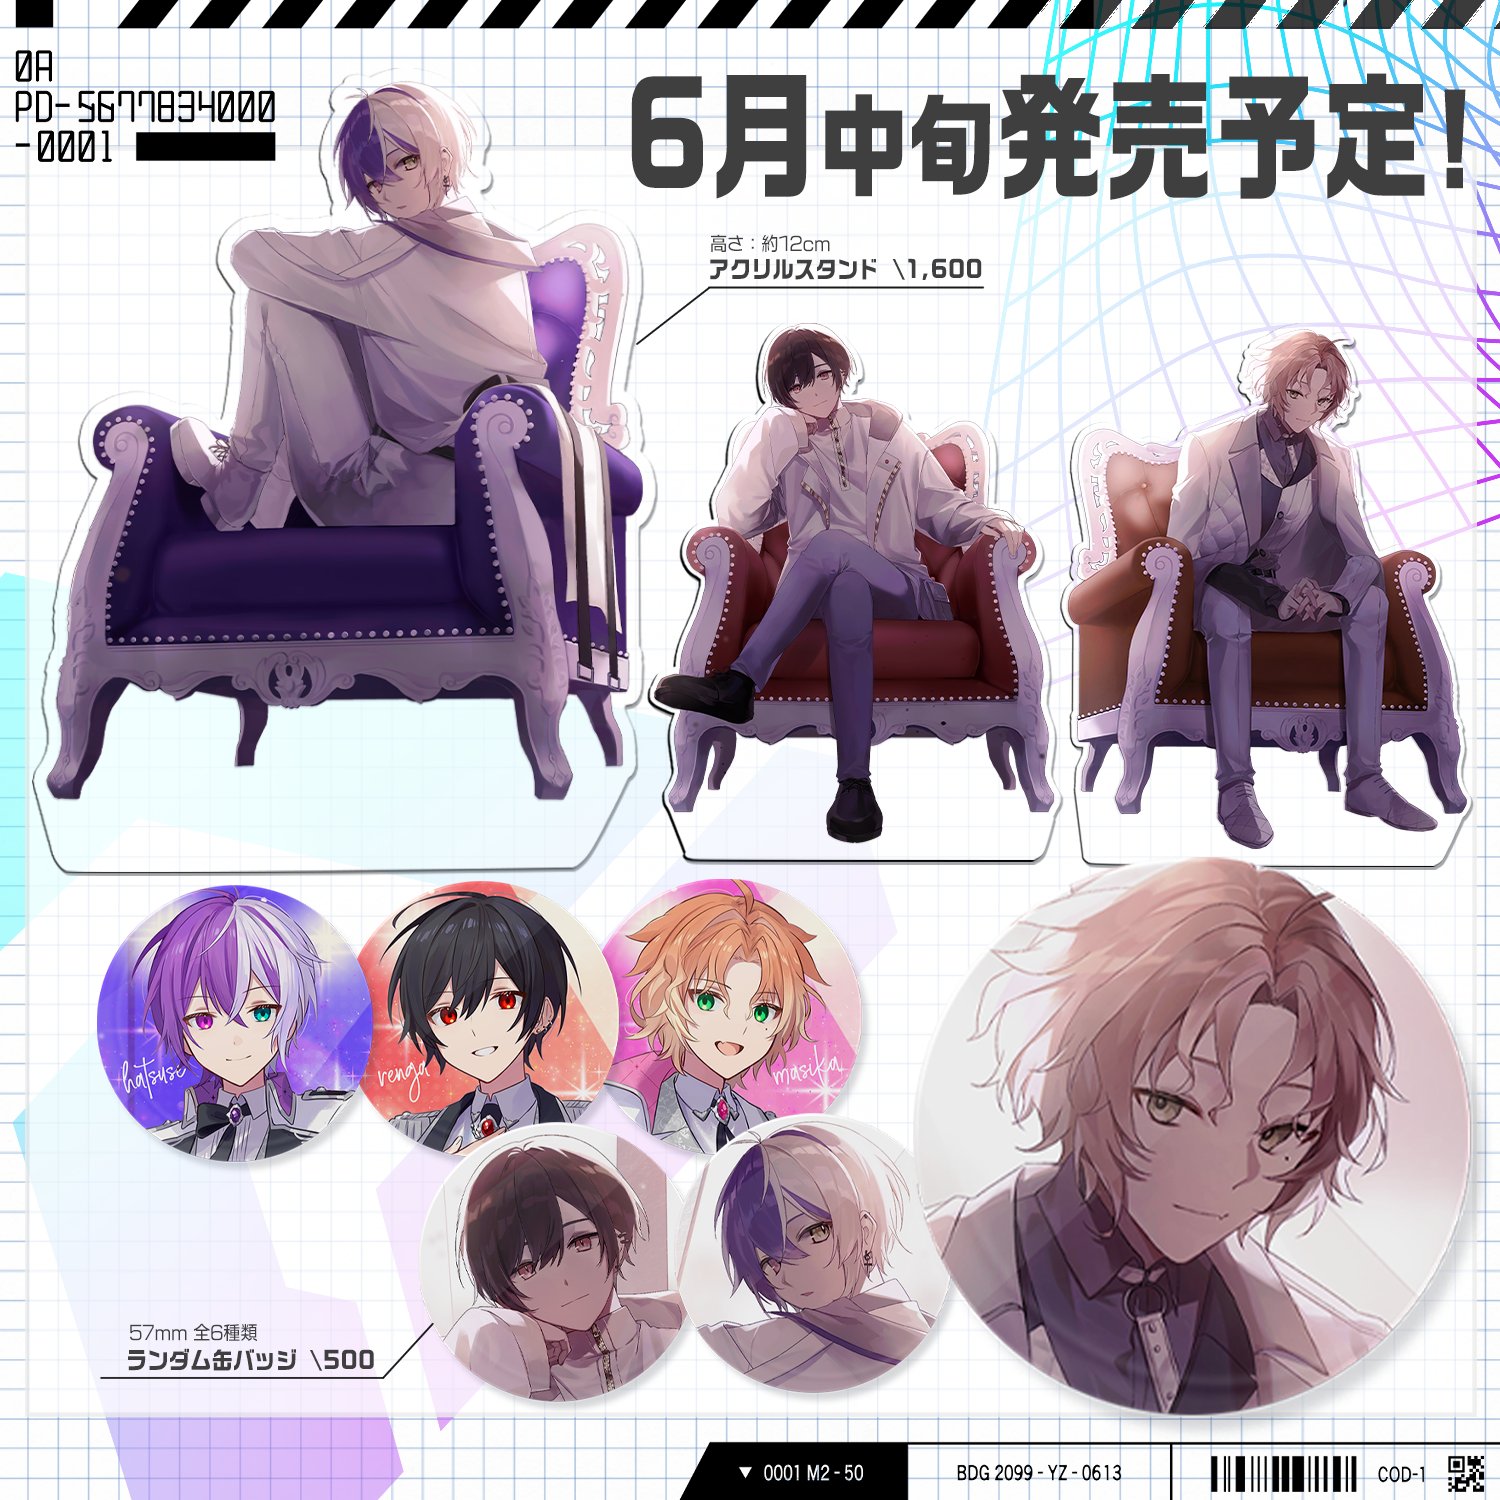 0A
PD-5677834000
-0001
6月中旬発売予定!
高さ：約12cm
アクリルスタンド \1,600
hatsuse
renga
masika
57mm 全6種類
ランダム缶バッジ \500
▼ 0001 M2 - 50
BDG 2099 - YZ - 0613
COD-1